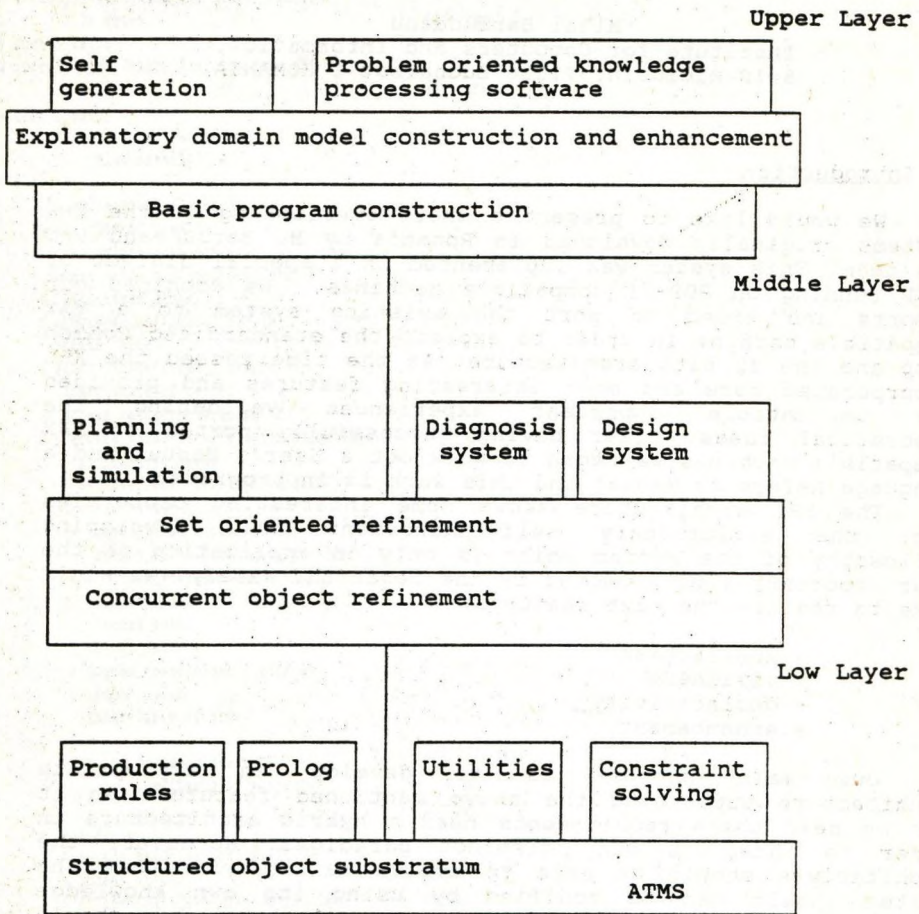 Upper Layer
Self generation
Problem oriented knowledge processing software
Explanatory domain model construction and enhancement
Basic program construction
Middle Layer
Planning and simulation
Diagnosis system
Design system
Set oriented refinement
Concurrent object refinement
Low Layer
Production rules
Prolog
Utilities
Constraint solving
Structured object substratum
ATMS